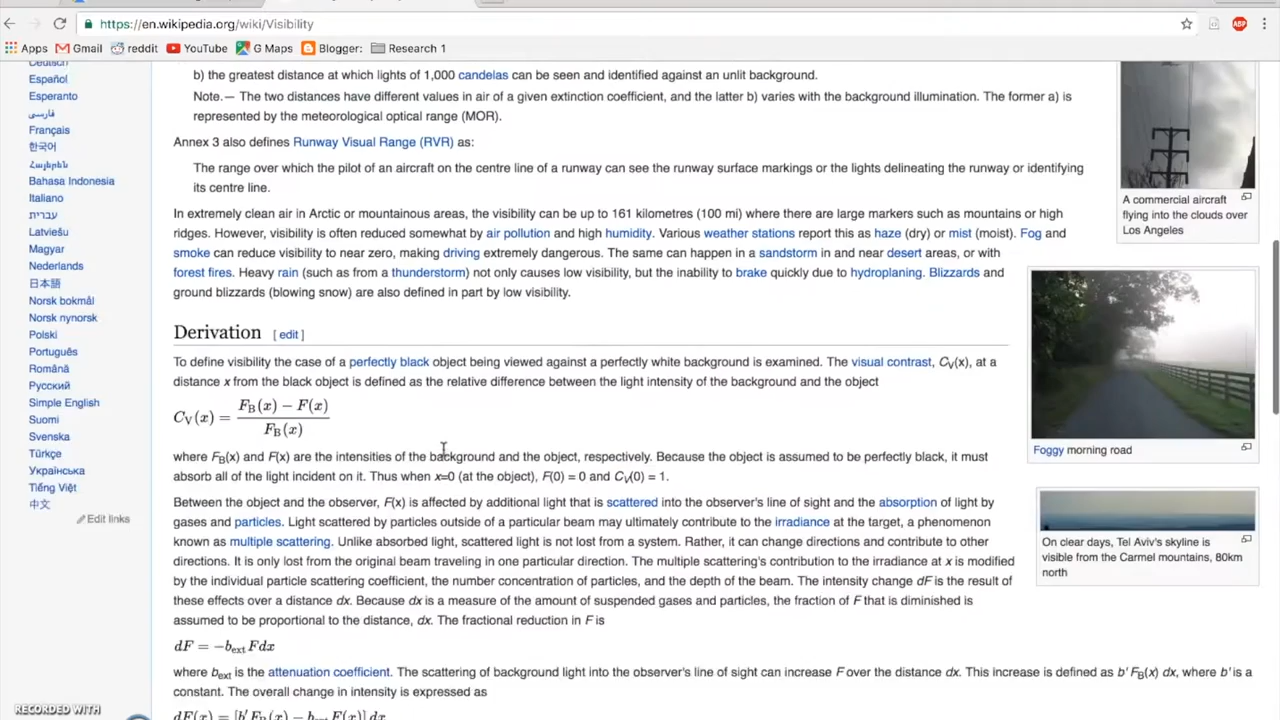 https://en.wikipedia.org/wiki/Visibility
Apps Gmail reddit YouTube G Maps Blogger: Research 1
Deutsch
Español
Esperanto
فارسی
Français
한국어
Հայերեն
Bahasa Indonesia
Italiano
עברית
Latviešu
Magyar
Nederlands
日本語
Norsk bokmål
Norsk nynorsk
Polski
Português
Română
Русский
Simple English
Suomi
Svenska
Türkçe
Українська
Tiếng Việt
中文
Edit links
b) the greatest distance at which lights of 1,000 candelas can be seen and identified against an unlit background.
Note.— The two distances have different values in air of a given extinction coefficient, and the latter b) varies with the background illumination. The former a) is
represented by the meteorological optical range (MOR).
Annex 3 also defines Runway Visual Range (RVR) as:
The range over which the pilot of an aircraft on the centre line of a runway can see the runway surface markings or the lights delineating the runway or identifying
its centre line.
In extremely clean air in Arctic or mountainous areas, the visibility can be up to 161 kilometres (100 mi) where there are large markers such as mountains or high
ridges. However, visibility is often reduced somewhat by air pollution and high humidity. Various weather stations report this as haze (dry) or mist (moist). Fog and
smoke can reduce visibility to near zero, making driving extremely dangerous. The same can happen in a sandstorm in and near desert areas, or with
forest fires. Heavy rain (such as from a thunderstorm) not only causes low visibility, but the inability to brake quickly due to hydroplaning. Blizzards and
ground blizzards (blowing snow) are also defined in part by low visibility.
Derivation [ edit ]
To define visibility the case of a perfectly black object being viewed against a perfectly white background is examined. The visual contrast, CV(x), at a
distance x from the black object is defined as the relative difference between the light intensity of the background and the object
CV(x) = FB(x) − F(x) / FB(x)
where FB(x) and F(x) are the intensities of the background and the object, respectively. Because the object is assumed to be perfectly black, it must
absorb all of the light incident on it. Thus when x=0 (at the object), F(0) = 0 and CV(0) = 1.
Between the object and the observer, F(x) is affected by additional light that is scattered into the observer's line of sight and the absorption of light by
gases and particles. Light scattered by particles outside of a particular beam may ultimately contribute to the irradiance at the target, a phenomenon
known as multiple scattering. Unlike absorbed light, scattered light is not lost from a system. Rather, it can change directions and contribute to other
directions. It is only lost from the original beam traveling in one particular direction. The multiple scattering's contribution to the irradiance at x is modified
by the individual particle scattering coefficient, the number concentration of particles, and the depth of the beam. The intensity change dF is the result of
these effects over a distance dx. Because dx is a measure of the amount of suspended gases and particles, the fraction of F that is diminished is
assumed to be proportional to the distance, dx. The fractional reduction in F is
dF = −bext Fdx
where bext is the attenuation coefficient. The scattering of background light into the observer's line of sight can increase F over the distance dx. This increase is defined as b' FB(x) dx, where b' is a
constant. The overall change in intensity is expressed as
dF(x) = [b′FB(x) − bext F(x)] dx
A commercial aircraft
flying into the clouds over
Los Angeles
Foggy morning road
On clear days, Tel Aviv's skyline is
visible from the Carmel mountains, 80km
north
RECORDED WITH